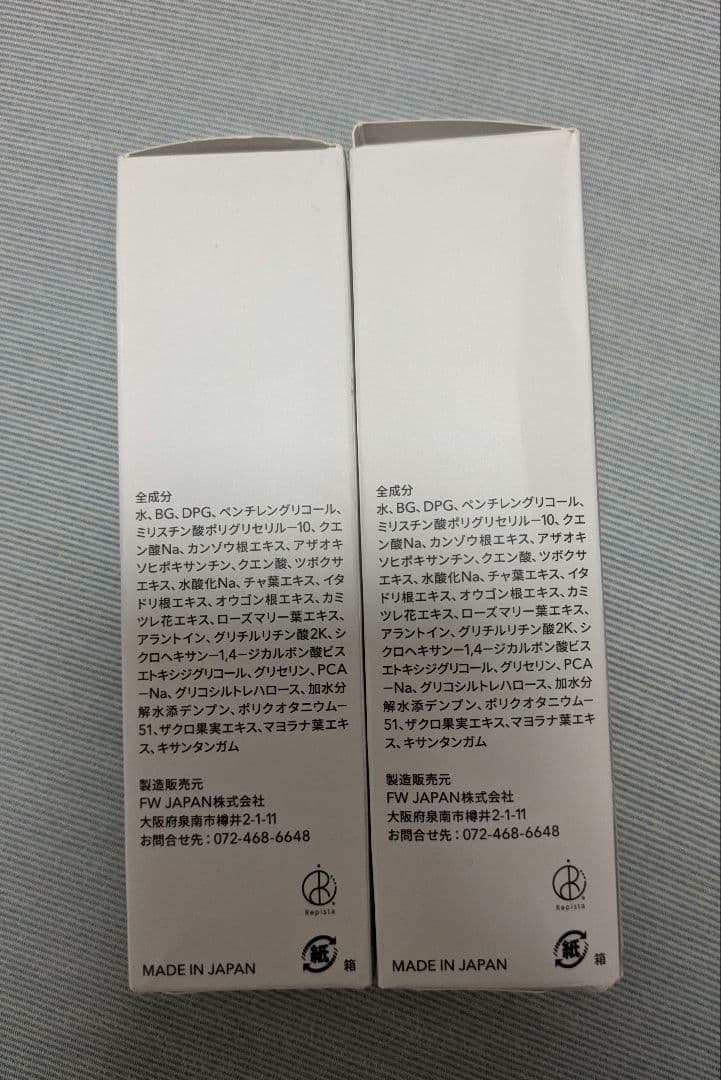 全成分
水、BG、DPG、ペンチレングリコール、
ミリスチン酸ポリグリセリル−10、クエ
ン酸Na、カンゾウ根エキス、アザオキ
ソヒポキサンチン、クエン酸、ツボクサ
エキス、水酸化Na、チャ葉エキス、イタ
ドリ根エキス、オウゴン根エキス、カミ
ツレ花エキス、ローズマリー葉エキス、
アラントイン、グリチルリチン酸2K、シ
クロヘキサン−1,4−ジカルボン酸ビス
エトキシジグリコール、グリセリン、PCA
−Na、グリコシルトレハロース、加水分
解水添デンプン、ポリクオタニウム−
51、ザクロ果実エキス、マヨラナ葉エキ
ス、キサンタンガム
製造販売元
FW JAPAN株式会社
大阪府泉南市樽井2-1-11
お問合せ先：072-468-6648
Repista
紙
箱
MADE IN JAPAN
全成分
水、BG、DPG、ペンチレングリコール、
ミリスチン酸ポリグリセリル−10、クエ
ン酸Na、カンゾウ根エキス、アザオキ
ソヒポキサンチン、クエン酸、ツボクサ
エキス、水酸化Na、チャ葉エキス、イタ
ドリ根エキス、オウゴン根エキス、カミ
ツレ花エキス、ローズマリー葉エキス、
アラントイン、グリチルリチン酸2K、シ
クロヘキサン−1,4−ジカルボン酸ビス
エトキシジグリコール、グリセリン、PCA
−Na、グリコシルトレハロース、加水分
解水添デンプン、ポリクオタニウム−
51、ザクロ果実エキス、マヨラナ葉エキ
ス、キサンタンガム
製造販売元
FW JAPAN株式会社
大阪府泉南市樽井2-1-11
お問合せ先：072-468-6648
Repista
紙
箱
MADE IN JAPAN